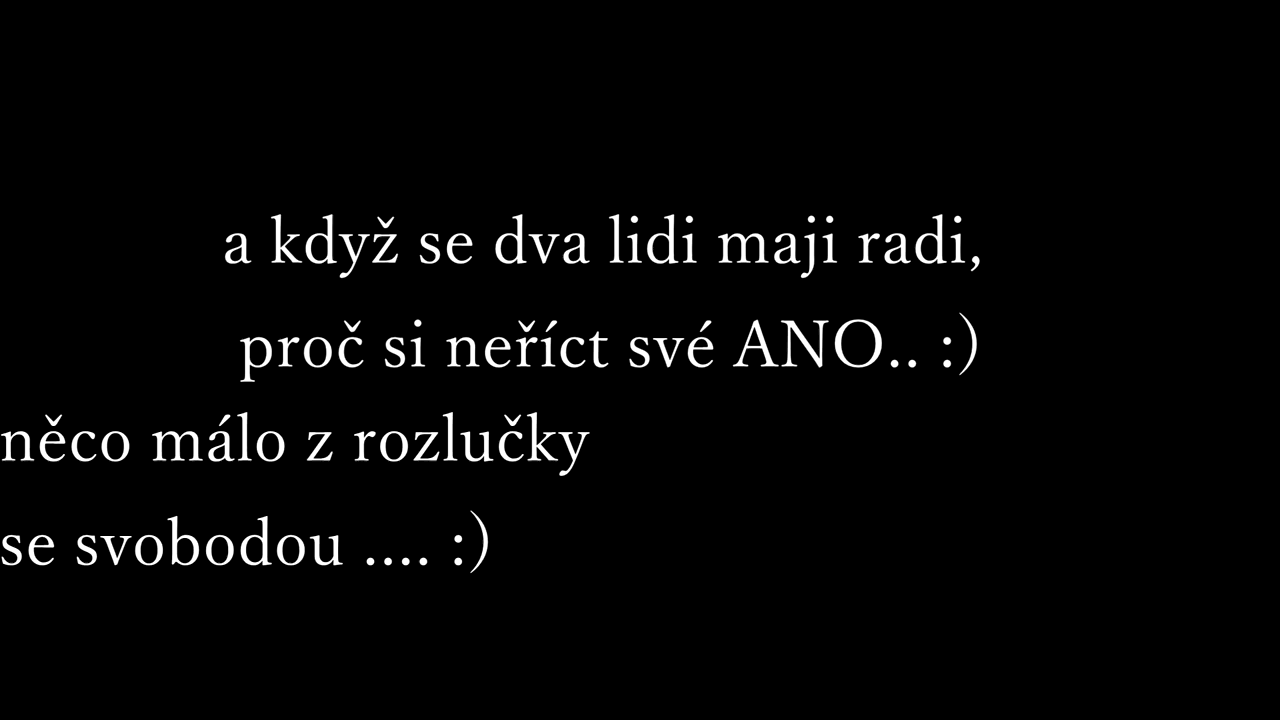 a když se dva lidi maji radi,
proč si neříct své ANO.. :)
něco málo z rozlučky
se svobodou .... :)